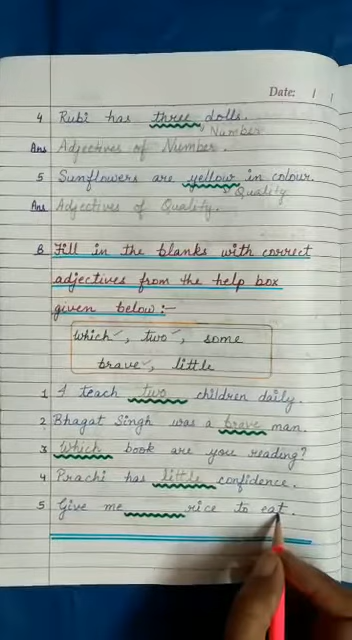 Date: / /
4 Rubi has three dolls.
Number
Ans Adjectives of Number.
5 Sunflowers are yellow in colour.
Quality
Ans Adjectives of Quality.
B Fill in the blanks with correct
adjectives from the help box
given below:-
which, two, some
brave, little
1 I teach two children daily.
2 Bhagat Singh was a brave man.
3 Which book are you reading?
4 Prachi has little confidence.
5 Give me ______ rice to eat.